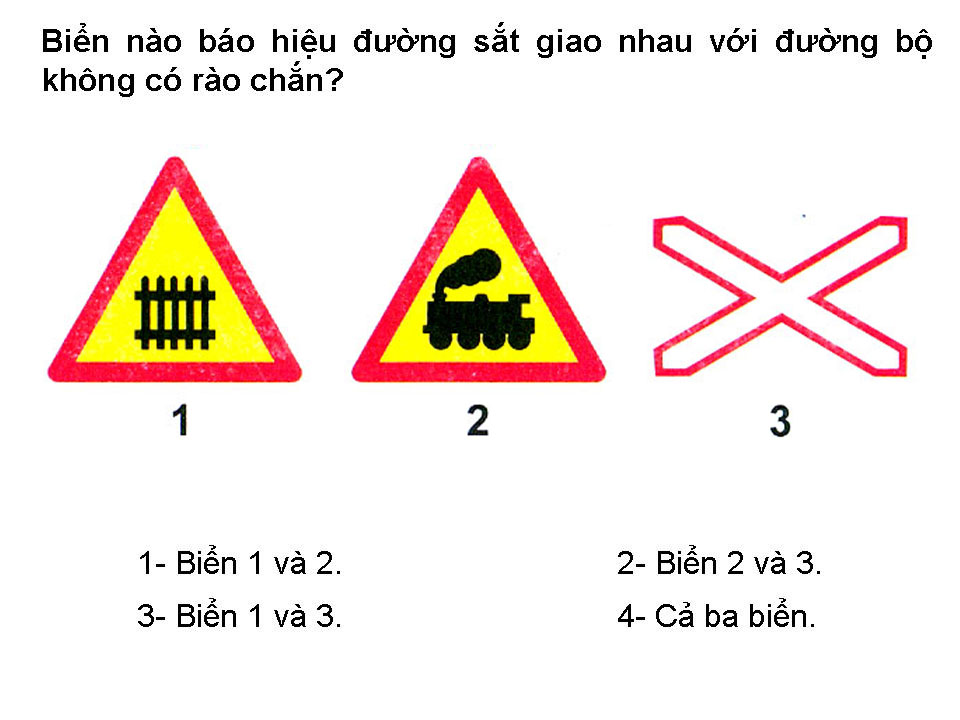 Biển nào báo hiệu đường sắt giao nhau với đường bộ
không có rào chắn?
1 2 3
1- Biển 1 và 2. 2- Biển 2 và 3.
3- Biển 1 và 3. 4- Cả ba biển.